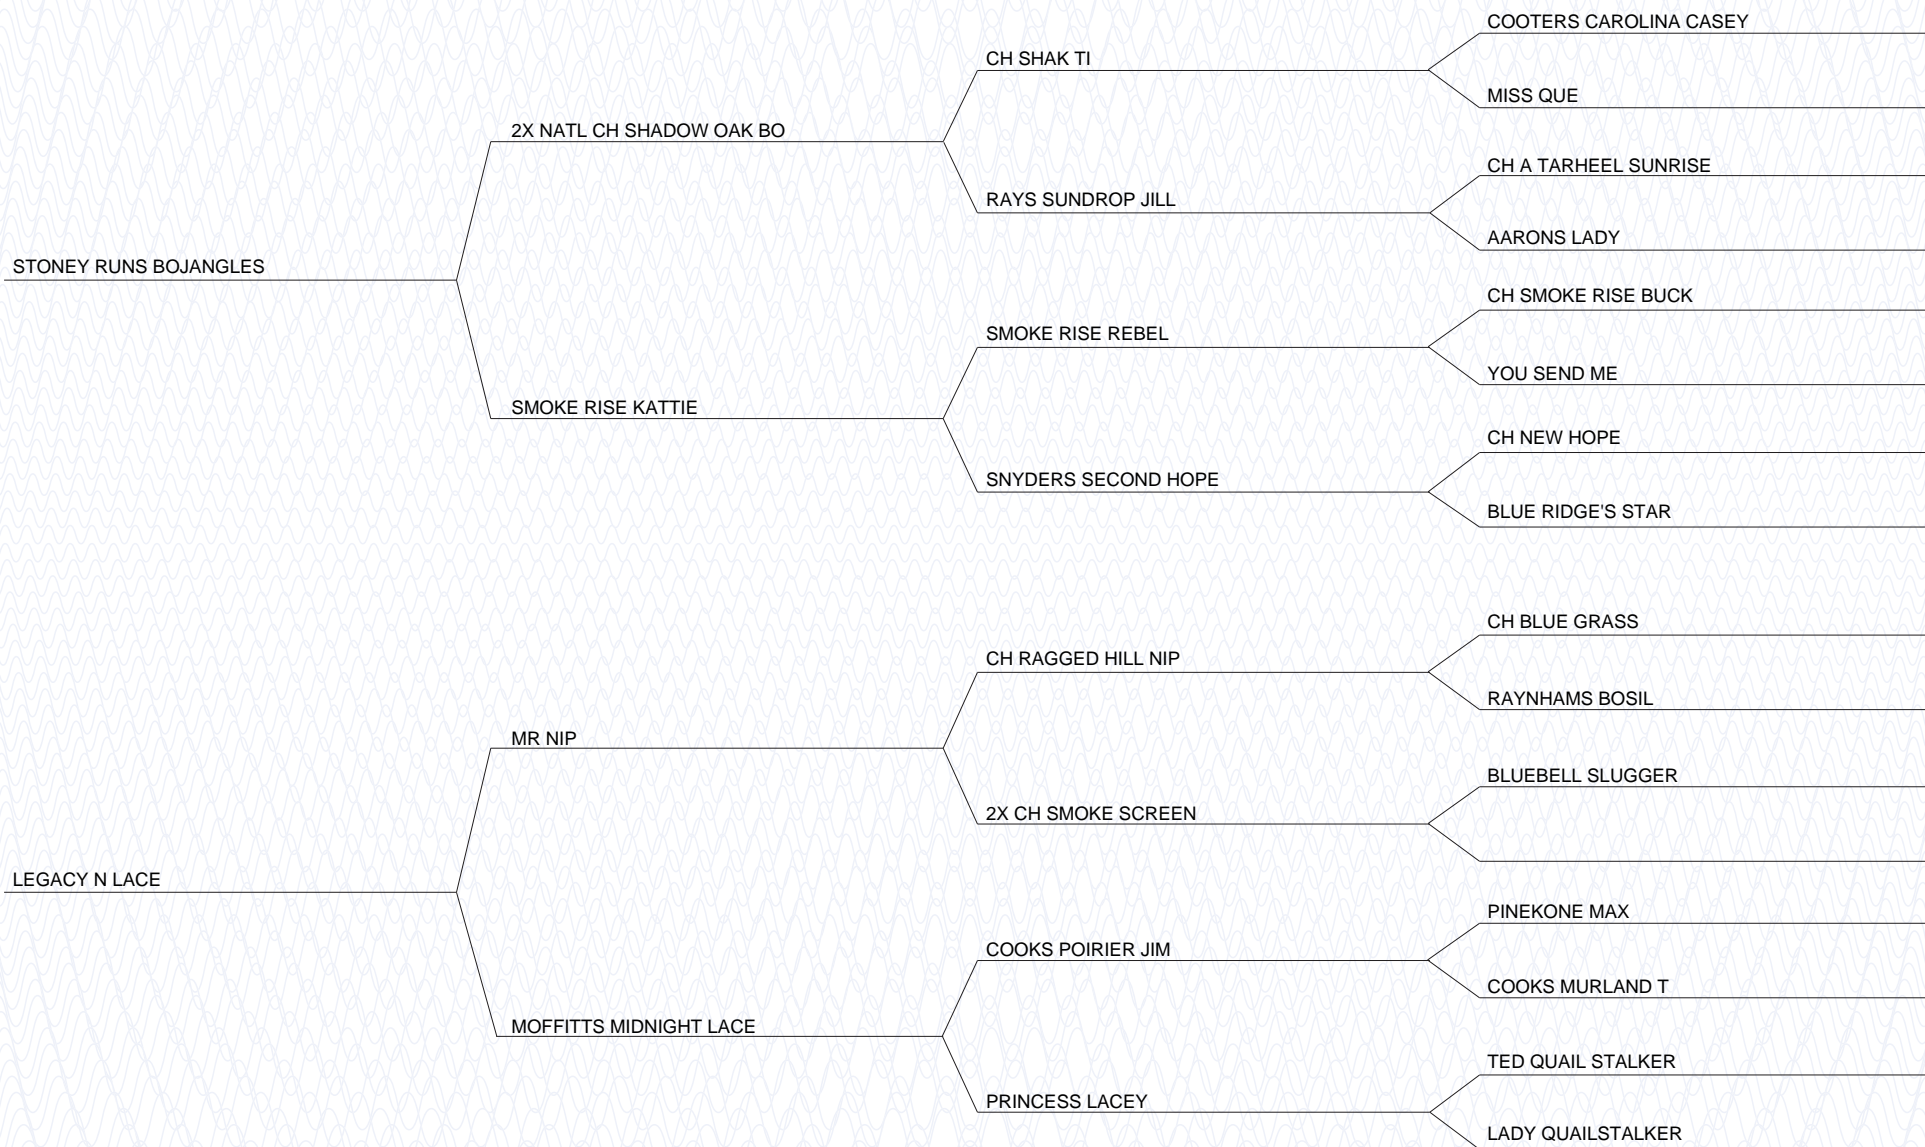 COOTERS CAROLINA CASEY
CH SHAK TI
MISS QUE
2X NATL CH SHADOW OAK BO
CH A TARHEEL SUNRISE
RAYS SUNDROP JILL
AARONS LADY
STONEY RUNS BOJANGLES
CH SMOKE RISE BUCK
SMOKE RISE REBEL
YOU SEND ME
SMOKE RISE KATTIE
CH NEW HOPE
SNYDERS SECOND HOPE
BLUE RIDGE'S STAR
CH BLUE GRASS
CH RAGGED HILL NIP
RAYNHAMS BOSIL
MR NIP
BLUEBELL SLUGGER
2X CH SMOKE SCREEN
LEGACY N LACE
PINEKONE MAX
COOKS POIRIER JIM
COOKS MURLAND T
MOFFITTS MIDNIGHT LACE
TED QUAIL STALKER
PRINCESS LACEY
LADY QUAILSTALKER